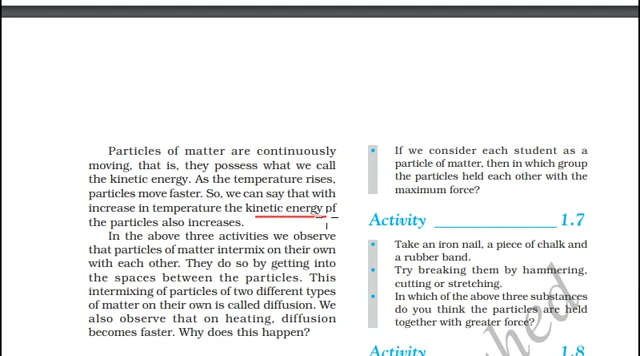 Particles of matter are continuously
moving, that is, they possess what we call
the kinetic energy. As the temperature rises,
particles move faster. So, we can say that with
increase in temperature the kinetic energy of
the particles also increases.
In the above three activities we observe
that particles of matter intermix on their own
with each other. They do so by getting into
the spaces between the particles. This
intermixing of particles of two different types
of matter on their own is called diffusion. We
also observe that on heating, diffusion
becomes faster. Why does this happen?
• If we consider each student as a
particle of matter, then in which group
the particles held each other with the
maximum force?
Activity ______________ 1.7
• Take an iron nail, a piece of chalk and
a rubber band.
• Try breaking them by hammering,
cutting or stretching.
• In which of the above three substances
do you think the particles are held
together with greater force?
Activity 1.8